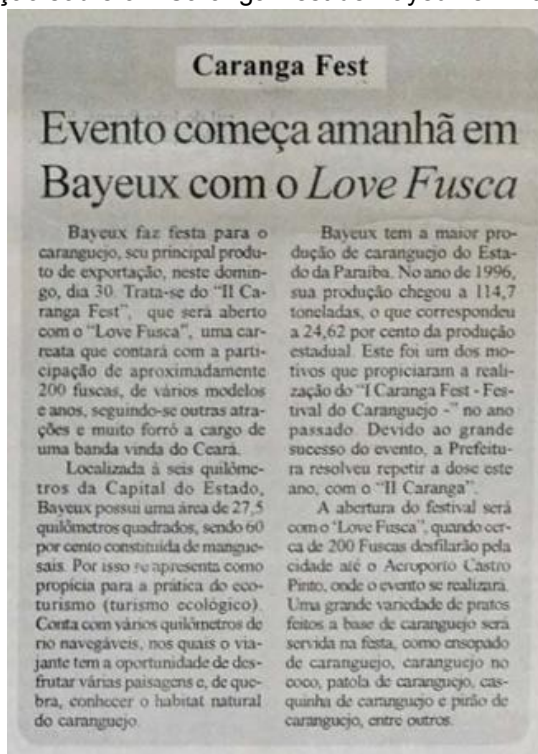 Caranga Fest
Evento começa amanhã em
Bayeux com o Love Fusca
Bayeux faz festa para o
caranguejo, seu principal produ-
to de exportação, neste domin-
go, dia 30. Trata-se do “II Ca-
ranga Fest”, que será aberto
com o “Love Fusca”, uma car-
reata que contará com a parti-
cipação de aproximadamente
200 fuscas, de vários modelos
e anos, seguindo-se outras atra-
ções e muito forró a cargo de
uma banda vinda do Ceará.
Localizada à seis quilôme-
tros da Capital do Estado,
Bayeux possui uma área de 27,5
quilômetros quadrados, sendo 60
por cento constituída de mangue-
sais. Por isso se apresenta como
propícia para a prática do eco-
turismo (turismo ecológico).
Conta com vários quilômetros de
rio navegáveis, nos quais o via-
jante tem a oportunidade de des-
frutar várias paisagens e, de que-
bra, conhecer o habitat natural
do caranguejo.
Bayeux tem a maior pro-
dução de caranguejo do Esta-
do da Paraíba. No ano de 1996,
sua produção chegou a 114,7
toneladas, o que correspondeu
a 24,62 por cento da produção
estadual. Este foi um dos mo-
tivos que propiciaram a reali-
zação do “I Caranga Fest - Fes-
tival do Caranguejo -” no ano
passado. Devido ao grande
sucesso do evento, a Prefeitu-
ra resolveu repetir a dose este
ano, com o “II Caranga”.
A abertura do festival será
com o ‘Love Fusca”, quando cer-
ca de 200 Fuscas desfilarão pela
cidade até o Aeroporto Castro
Pinto, onde o evento se realizará.
Uma grande variedade de pratos
feitos a base de caranguejo será
servida na festa, como ensopado
de caranguejo, caranguejo no
coco, patola de caranguejo, cas-
quinha de caranguejo e pirão de
caranguejo, entre outros.